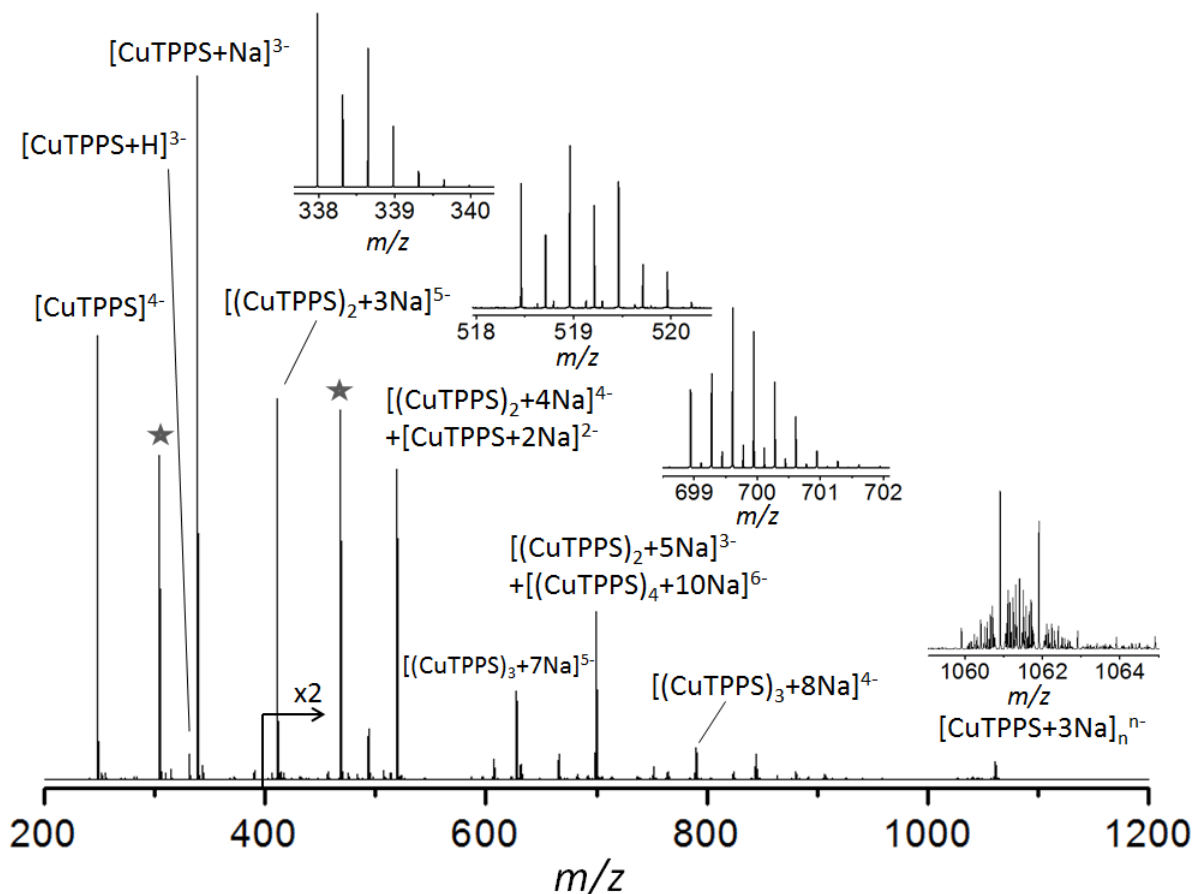 [CuTPPS+Na]³⁻
[CuTPPS+H]³⁻
338 339 340
m/z
[CuTPPS]⁴⁻
[(CuTPPS)₂+3Na]⁵⁻
518 519 520
m/z
[(CuTPPS)₂+4Na]⁴⁻
+[CuTPPS+2Na]²⁻
699 700 701 702
m/z
[(CuTPPS)₂+5Na]³⁻
+[(CuTPPS)₄+10Na]⁶⁻
[(CuTPPS)₃+7Na]⁵⁻
[(CuTPPS)₃+8Na]⁴⁻
1060 1062 1064
m/z
[CuTPPS+3Na]ₙⁿ⁻
x2
200 400 600 800 1000 1200
m/z